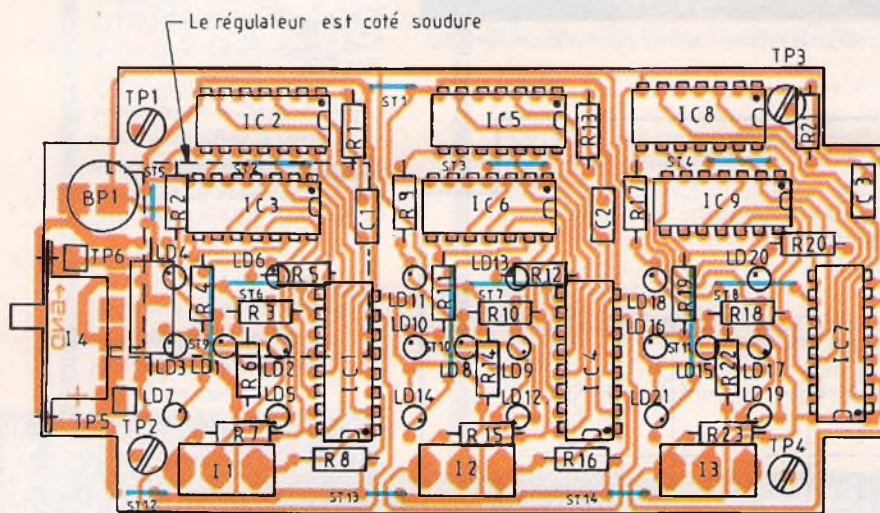 Le régulateur est coté soudure
TP3
TP1
ST1
IC2
R1
IC5
R13
IC8
R21
ST5
ST2
ST3
ST4
BP1
R2
IC3
C1
R9
IC6
C2
R17
IC9
C3
TP6
LD4
LD6
R5
LD13
R12
LD20
R20
R4
ST6
LD11
R11
ST7
LD18
R19
ST8
←GND
I4
R3
IC1
LD10
R10
IC4
LD16
R18
IC7
ST9
ST10
ST11
LD3
LD1
R6
LD2
LD8
R14
LD9
LD15
R22
LD17
+
LD7
LD5
LD14
LD12
LD21
LD19
TP5
TP2
R7
R15
R23
TP4
I1
R8
I2
R16
I3
ST12
ST13
ST14